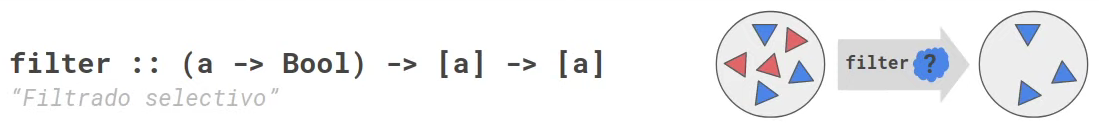 filter :: (a -> Bool) -> [a] -> [a]
“Filtrado selectivo”
filter ?